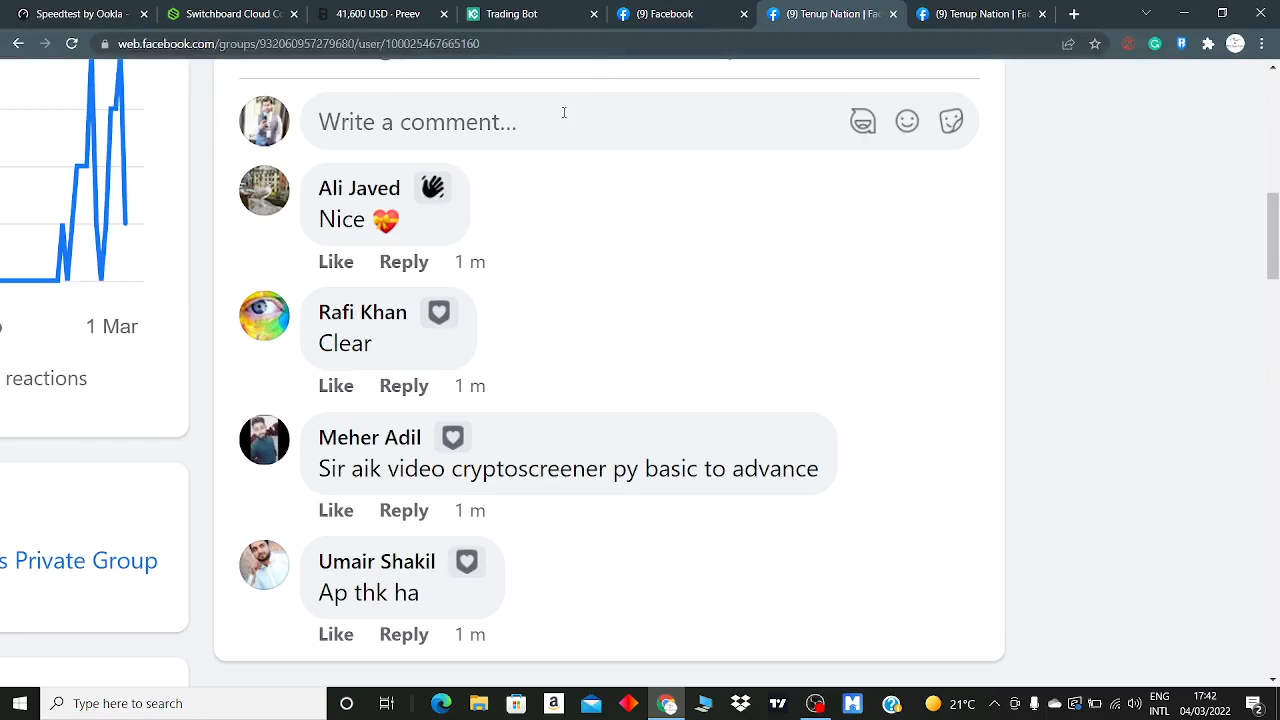 Speedtest by Ookla -
Switchboard Cloud Co
41,600 USD - Prev
Trading Bot
(9) Facebook
(9) Tenup Nation | Fa
(9) Tenup Nation | Fac
web.facebook.com/groups/932060957279680/user/100025467665160
Write a comment...
Ali Javed
Nice 💝
Like Reply 1 m
Rafi Khan
Clear
Like Reply 1 m
1 Mar
reactions
Meher Adil
Sir aik video cryptoscreener py basic to advance
Like Reply 1 m
s Private Group
Umair Shakil
Ap thk ha
Like Reply 1 m
Type here to search
21°C
ENG
INTL
17:42
04/03/2022
2